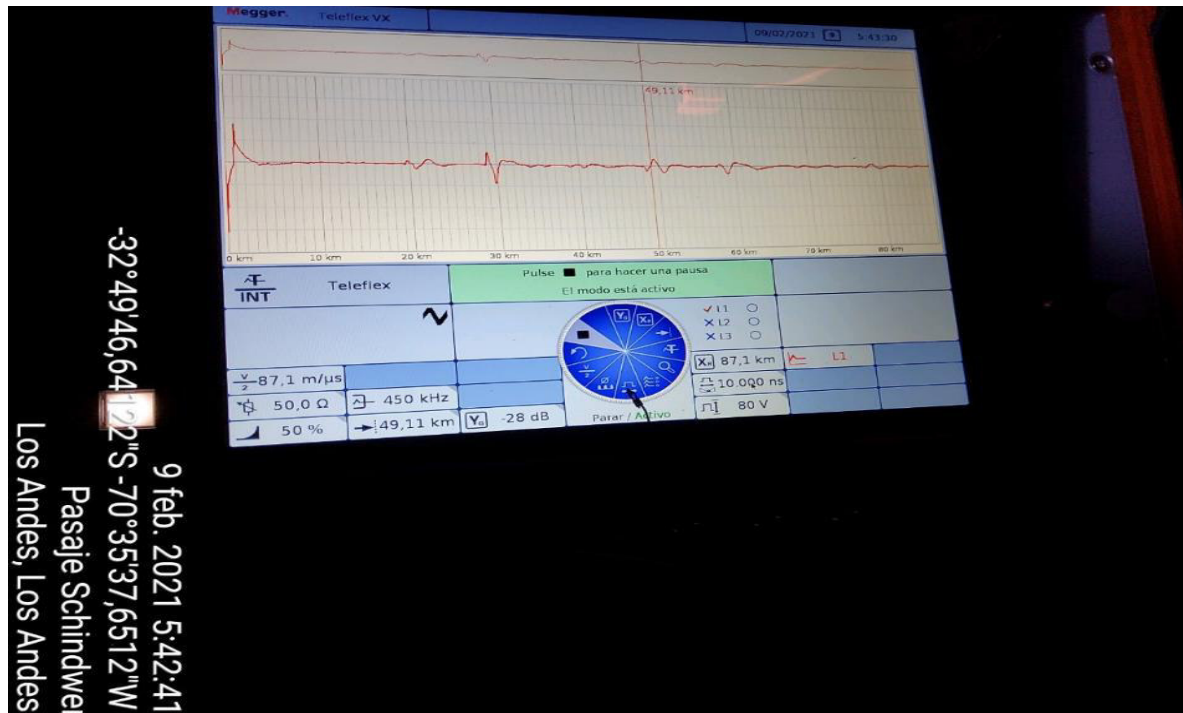 Megger. Teleflex VX
09/02/2021 5:43:30
49,11 km
0 km 10 km 20 km 30 km 40 km 50 km 60 km 70 km 80 km
INT Teleflex
Pulse ■ para hacer una pausa
El modo está activo
L1
L2
L3
v/2 87,1 m/µs
50,0 Ω
450 kHz
50 %
49,11 km
-28 dB
Parar / Activo
87,1 km
10.000 ns
80 V
L1
9 feb. 2021 5:42:41
-32°49'46,64122"S -70°35'37,6512"W
Pasaje Schindwer
Los Andes, Los Andes